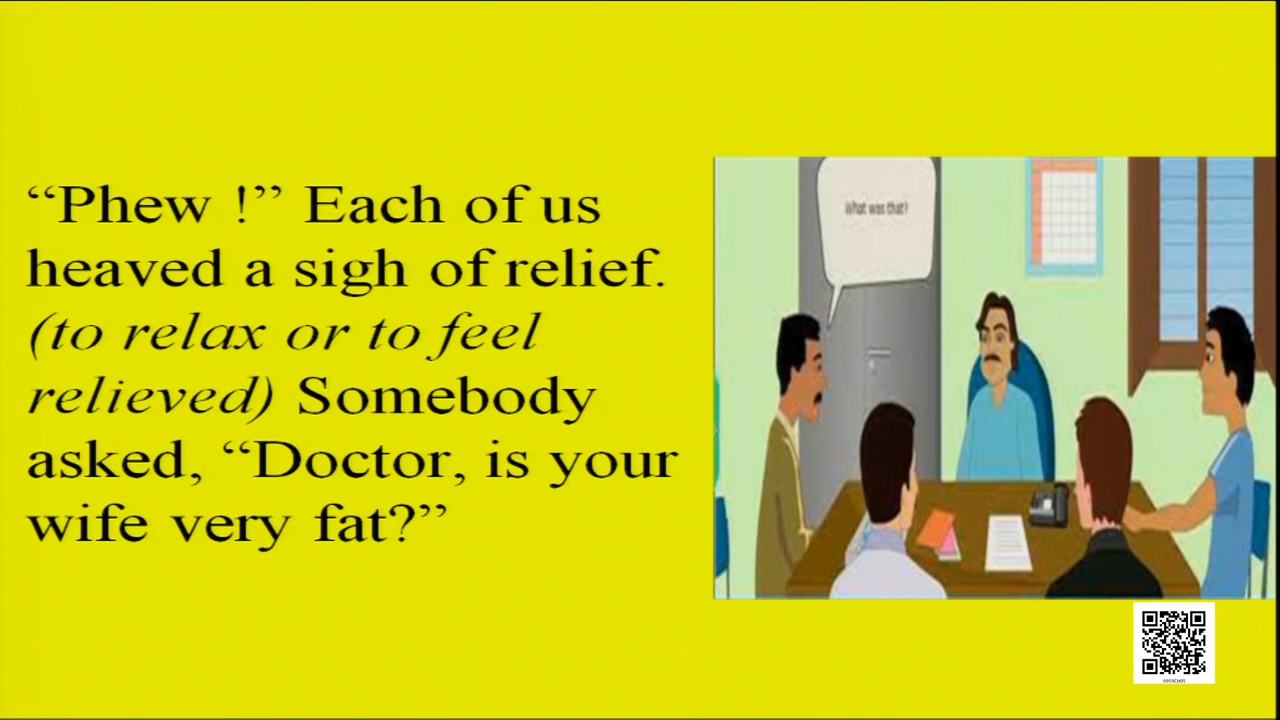 “Phew !” Each of us
heaved a sigh of relief.
(to relax or to feel
relieved) Somebody
asked, “Doctor, is your
wife very fat?”
What was that?